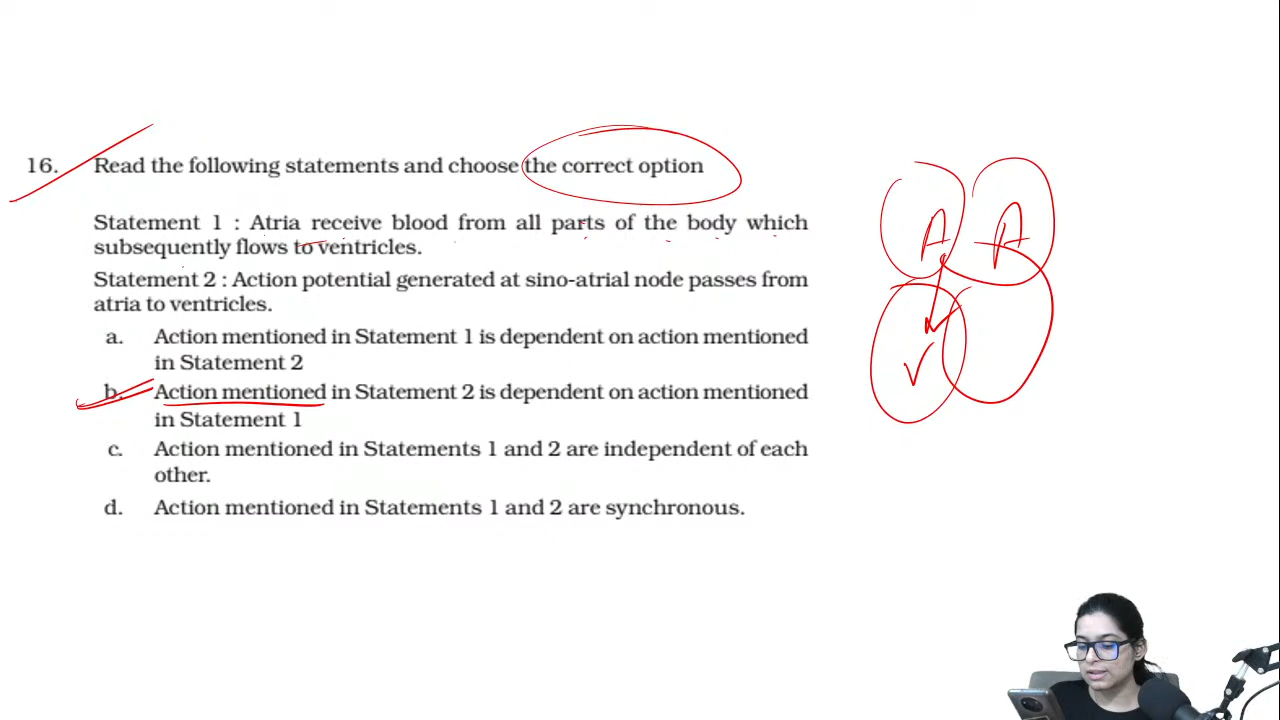 16. Read the following statements and choose the correct option
Statement 1 : Atria receive blood from all parts of the body which
subsequently flows to ventricles.
Statement 2 : Action potential generated at sino-atrial node passes from
atria to ventricles.
a. Action mentioned in Statement 1 is dependent on action mentioned
in Statement 2
b. Action mentioned in Statement 2 is dependent on action mentioned
in Statement 1
c. Action mentioned in Statements 1 and 2 are independent of each
other.
d. Action mentioned in Statements 1 and 2 are synchronous.
A A
V